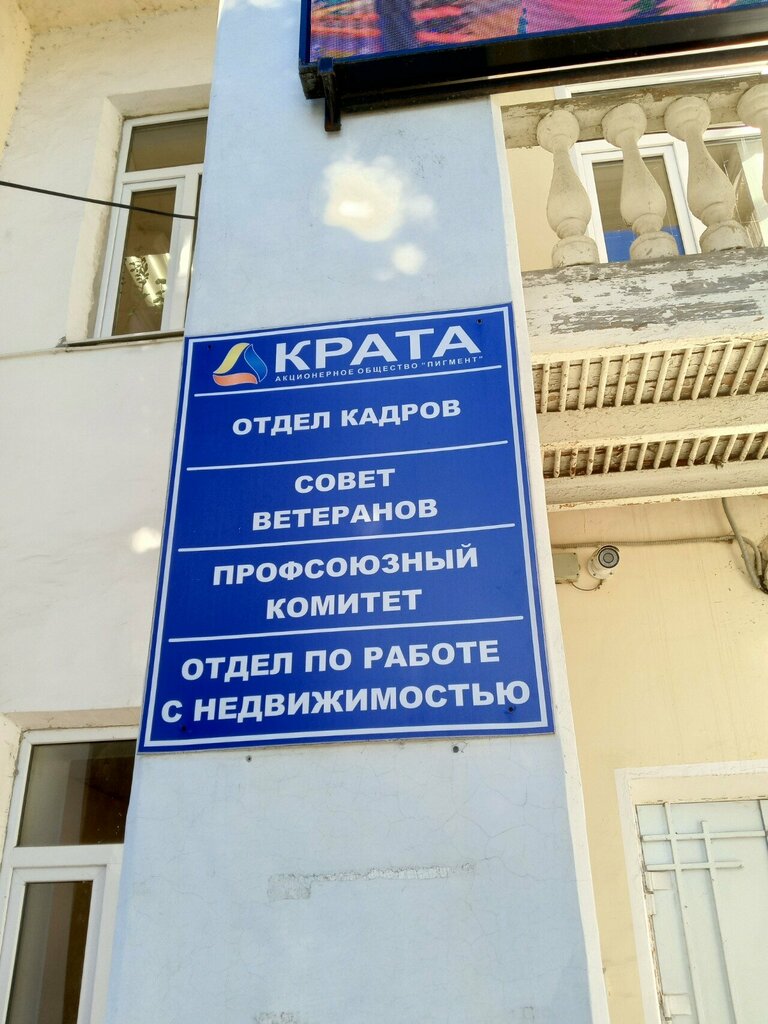 КРАТА
АКЦИОНЕРНОЕ ОБЩЕСТВО "ПИГМЕНТ"
ОТДЕЛ КАДРОВ
СОВЕТ
ВЕТЕРАНОВ
ПРОФСОЮЗНЫЙ
КОМИТЕТ
ОТДЕЛ ПО РАБОТЕ
С НЕДВИЖИМОСТЬЮ